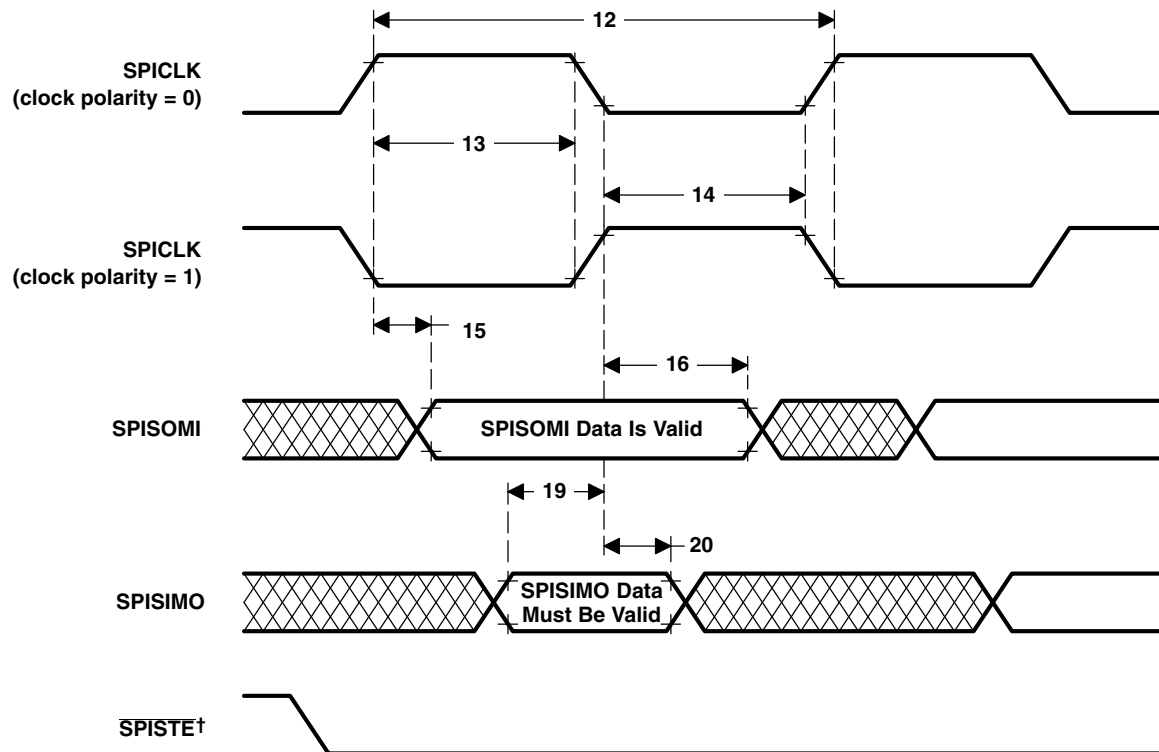 12
SPICLK
(clock polarity = 0)
13
14
SPICLK
(clock polarity = 1)
15
16
SPISOMI
SPISOMI Data Is Valid
19
20
SPISIMO
SPISIMO Data
Must Be Valid
SPISTE†